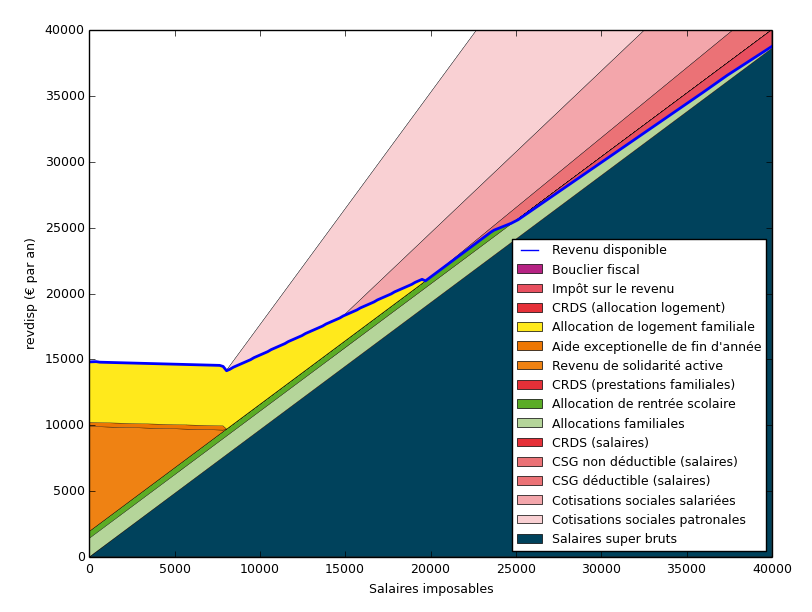 40000
35000
30000
25000
20000
15000
10000
5000
0
revdisp (€ par an)
0 5000 10000 15000 20000 25000 30000 35000 40000
Salaires imposables
Revenu disponible
Bouclier fiscal
Impôt sur le revenu
CRDS (allocation logement)
Allocation de logement familiale
Aide exceptionelle de fin d'année
Revenu de solidarité active
CRDS (prestations familiales)
Allocation de rentrée scolaire
Allocations familiales
CRDS (salaires)
CSG non déductible (salaires)
CSG déductible (salaires)
Cotisations sociales salariées
Cotisations sociales patronales
Salaires super bruts